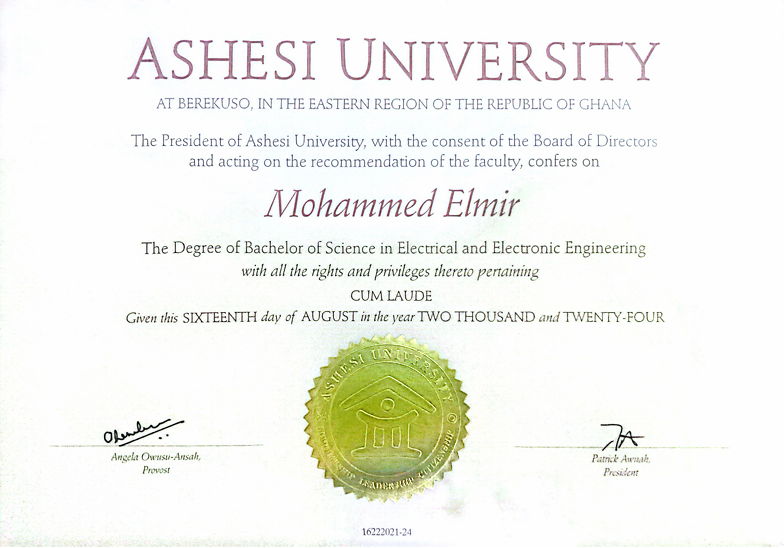 ASHESI UNIVERSITY
AT BEREKUSO, IN THE EASTERN REGION OF THE REPUBLIC OF GHANA
The President of Ashesi University, with the consent of the Board of Directors
and acting on the recommendation of the faculty, confers on
Mohammed Elmir
The Degree of Bachelor of Science in Electrical and Electronic Engineering
with all the rights and privileges thereto pertaining
CUM LAUDE
Given this SIXTEENTH day of AUGUST in the year TWO THOUSAND and TWENTY-FOUR
ASHESI UNIVERSITY ©
LEADERSHIP CITIZENSHIP
Angela Owusu-Ansah,
Provost
Patrick Awuah,
President
16222021-24